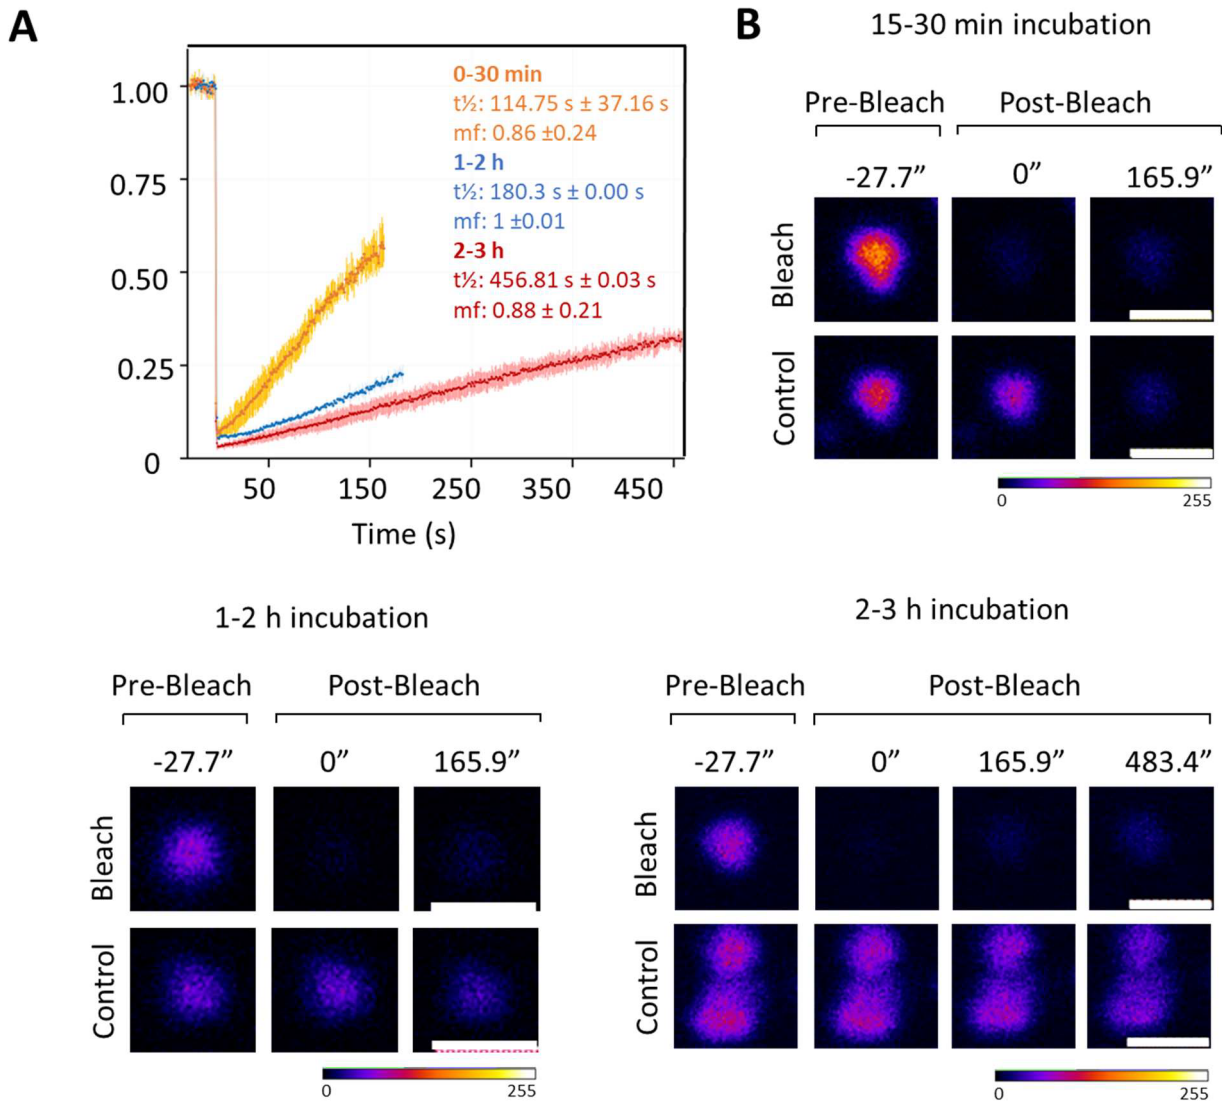 A
1.00
0.75
0.50
0.25
0
50 150 250 350 450
Time (s)
0-30 min
t½: 114.75 s ± 37.16 s
mf: 0.86 ±0.24
1-2 h
t½: 180.3 s ± 0.00 s
mf: 1 ±0.01
2-3 h
t½: 456.81 s ± 0.03 s
mf: 0.88 ± 0.21
B
15-30 min incubation
Pre-Bleach Post-Bleach
-27.7” 0” 165.9”
Bleach
Control
0 255
1-2 h incubation
Pre-Bleach Post-Bleach
-27.7” 0” 165.9”
Bleach
Control
0 255
2-3 h incubation
Pre-Bleach Post-Bleach
-27.7” 0” 165.9” 483.4”
Bleach
Control
0 255